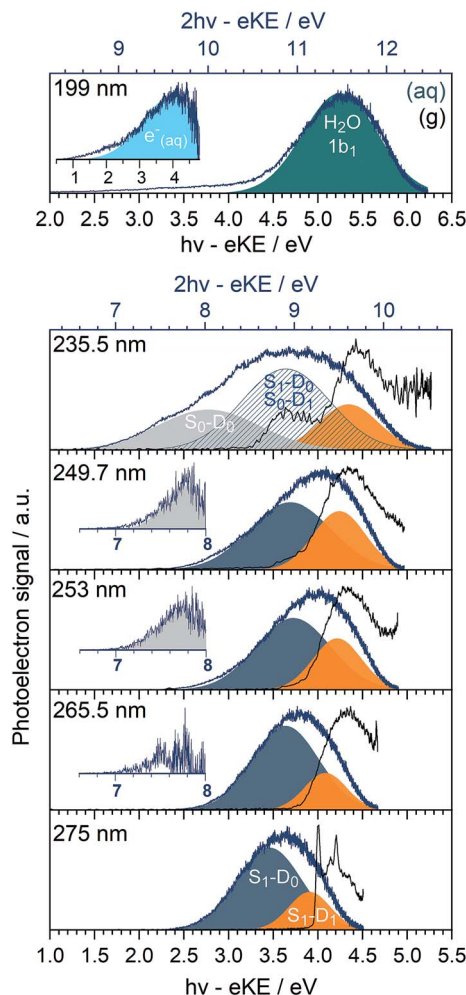 2hν - eKE / eV
9 10 11 12
199 nm
(aq)
(g)
e⁻(aq)
H₂O
1b₁
1 2 3 4
2.0 2.5 3.0 3.5 4.0 4.5 5.0 5.5 6.0 6.5
hν - eKE / eV
2hν - eKE / eV
7 8 9 10
235.5 nm
S₁-D₀
S₀-D₁
S₀-D₀
249.7 nm
7 8
253 nm
7 8
265.5 nm
7 8
275 nm
S₁-D₀
S₁-D₁
1.0 1.5 2.0 2.5 3.0 3.5 4.0 4.5 5.0 5.5
hν - eKE / eV
Photoelectron signal / a.u.